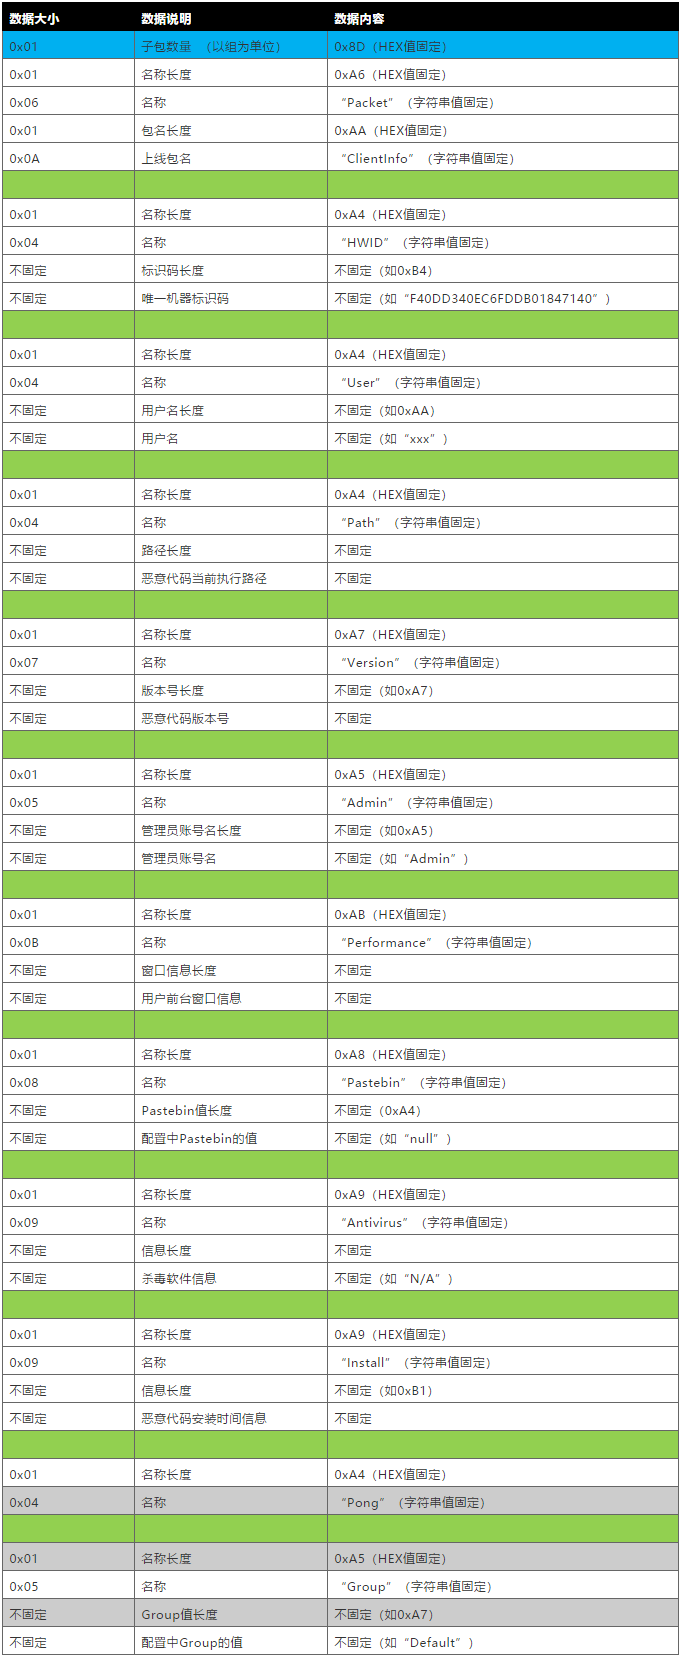 数据大小 数据说明 数据内容
0x01 子包数量 （以组为单位） 0x8D（HEX值固定）
0x01 名称长度 0xA6（HEX值固定）
0x06 名称 “Packet”（字符串值固定）
0x01 包名长度 0xAA（HEX值固定）
0x0A 上线包名 “ClientInfo”（字符串值固定）
0x01 名称长度 0xA4（HEX值固定）
0x04 名称 “HWID”（字符串值固定）
不固定 标识码长度 不固定（如0xB4）
不固定 唯一机器标识码 不固定（如“F40DD340EC6FDDB01847140”）
0x01 名称长度 0xA4（HEX值固定）
0x04 名称 “User”（字符串值固定）
不固定 用户名长度 不固定（如0xAA）
不固定 用户名 不固定（如“xxx”）
0x01 名称长度 0xA4（HEX值固定）
0x04 名称 “Path”（字符串值固定）
不固定 路径长度 不固定
不固定 恶意代码当前执行路径 不固定
0x01 名称长度 0xA7（HEX值固定）
0x07 名称 “Version”（字符串值固定）
不固定 版本号长度 不固定（如0xA7）
不固定 恶意代码版本号 不固定
0x01 名称长度 0xA5（HEX值固定）
0x05 名称 “Admin”（字符串值固定）
不固定 管理员账号名长度 不固定（如0xA5）
不固定 管理员账号名 不固定（如“Admin”）
0x01 名称长度 0xAB（HEX值固定）
0x0B 名称 “Performance”（字符串值固定）
不固定 窗口信息长度 不固定
不固定 用户前台窗口信息 不固定
0x01 名称长度 0xA8（HEX值固定）
0x08 名称 “Pastebin”（字符串值固定）
不固定 Pastebin值长度 不固定（0xA4）
不固定 配置中Pastebin的值 不固定（如“null”）
0x01 名称长度 0xA9（HEX值固定）
0x09 名称 “Antivirus”（字符串值固定）
不固定 信息长度 不固定
不固定 杀毒软件信息 不固定（如“N/A”）
0x01 名称长度 0xA9（HEX值固定）
0x09 名称 “Install”（字符串值固定）
不固定 信息长度 不固定（如0xB1）
不固定 恶意代码安装时间信息 不固定
0x01 名称长度 0xA4（HEX值固定）
0x04 名称 “Pong”（字符串值固定）
0x01 名称长度 0xA5（HEX值固定）
0x05 名称 “Group”（字符串值固定）
不固定 Group值长度 不固定（如0xA7）
不固定 配置中Group的值 不固定（如“Default”）